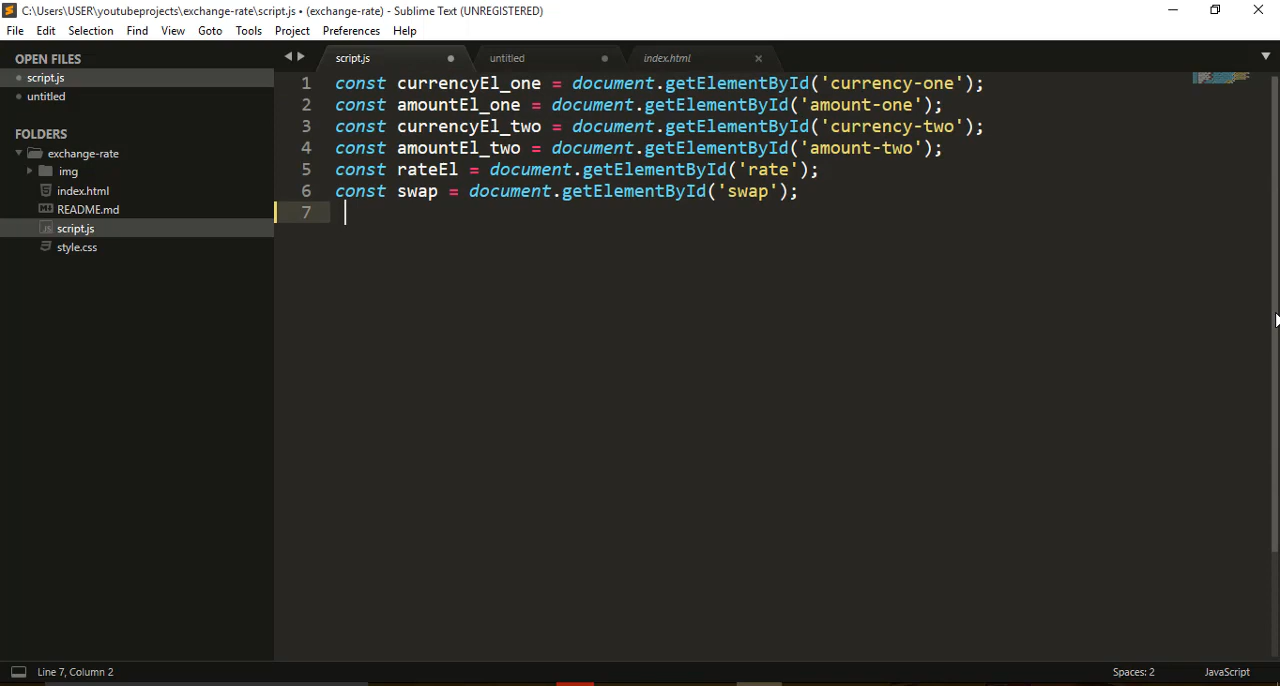 C:\Users\USER\youtubeprojects\exchange-rate\script.js • (exchange-rate) - Sublime Text (UNREGISTERED)
File Edit Selection Find View Goto Tools Project Preferences Help
OPEN FILES
script.js
untitled
FOLDERS
exchange-rate
img
index.html
README.md
script.js
style.css
script.js untitled index.html
1 const currencyEl_one = document.getElementById('currency-one');
2 const amountEl_one = document.getElementById('amount-one');
3 const currencyEl_two = document.getElementById('currency-two');
4 const amountEl_two = document.getElementById('amount-two');
5 const rateEl = document.getElementById('rate');
6 const swap = document.getElementById('swap');
7
Line 7, Column 2 Spaces: 2 JavaScript